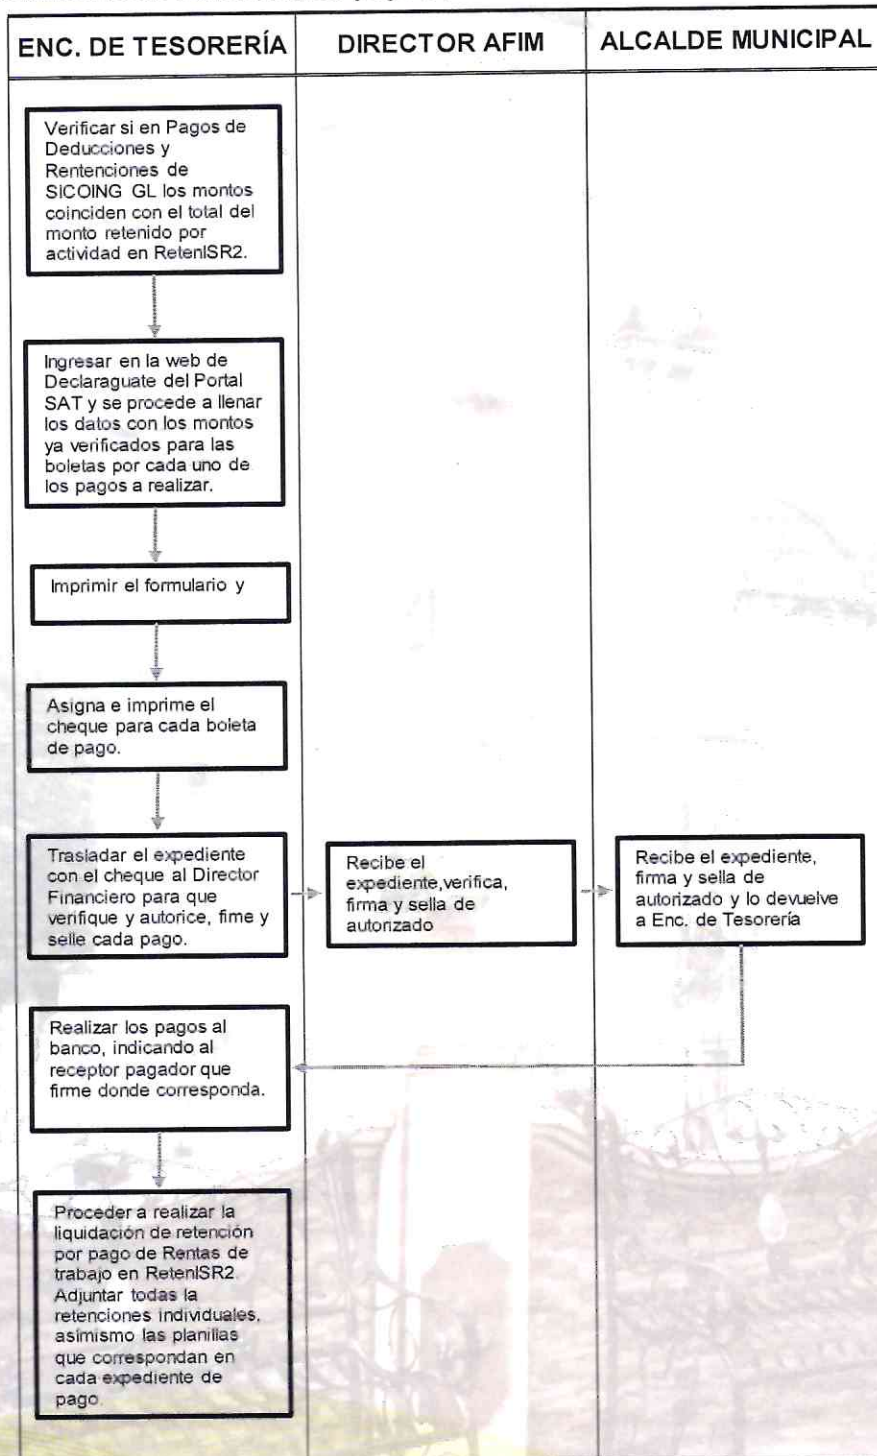 ENC. DE TESORERÍA
DIRECTOR AFIM
ALCALDE MUNICIPAL
Verificar si en Pagos de
Deducciones y
Rentenciones de
SICOING GL los montos
coinciden con el total del
monto retenido por
actividad en RetenISR2.
Ingresar en la web de
Declaraguate del Portal
SAT y se procede a llenar
los datos con los montos
ya verificados para las
boletas por cada uno de
los pagos a realizar.
Imprimir el formulario y
Asigna e imprime el
cheque para cada boleta
de pago.
Trasladar el expediente
con el cheque al Director
Financiero para que
verifique y autorice, fime y
selle cada pago.
Recibe el
expediente,verifica,
firma y sella de
autorizado
Recibe el expediente,
firma y sella de
autorizado y lo devuelve
a Enc. de Tesorería
Realizar los pagos al
banco, indicando al
receptor pagador que
firme donde corresponda.
Proceder a realizar la
liquidación de retención
por pago de Rentas de
trabajo en RetenISR2.
Adjuntar todas la
retenciones individuales,
asimismo las planillas
que correspondan en
cada expediente de
pago.